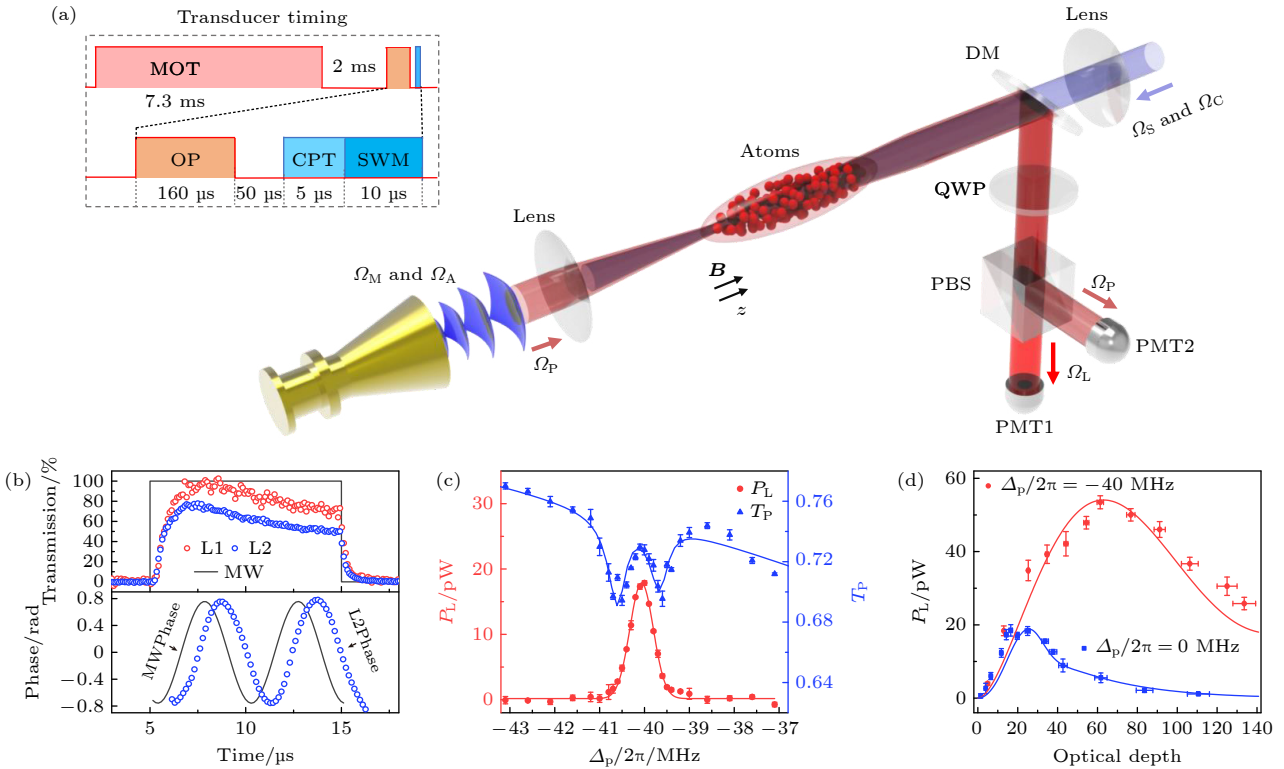 (a)
Transducer timing
MOT
2 ms
7.3 ms
OP
CPT
SWM
160 µs
50 µs
5 µs
10 µs
Lens
DM
Ω_S and Ω_C
Atoms
QWP
Lens
Ω_M and Ω_A
B
z
PBS
Ω_P
Ω_P
PMT2
Ω_L
PMT1
(b)
Transmission/%
100
80
60
40
20
0
L1
L2
MW
Phase/rad
0.8
0.4
0
−0.4
−0.8
MWPhase
L2Phase
5
10
15
Time/µs
(c)
P_L/pW
30
20
10
0
P_L
T_P
0.76
0.72
0.68
0.64
T_P
−43
−42
−41
−40
−39
−38
−37
Δ_p/2π/MHz
(d)
P_L/pW
60
40
20
0
Δ_p/2π = −40 MHz
Δ_p/2π = 0 MHz
0
20
40
60
80
100
120
140
Optical depth